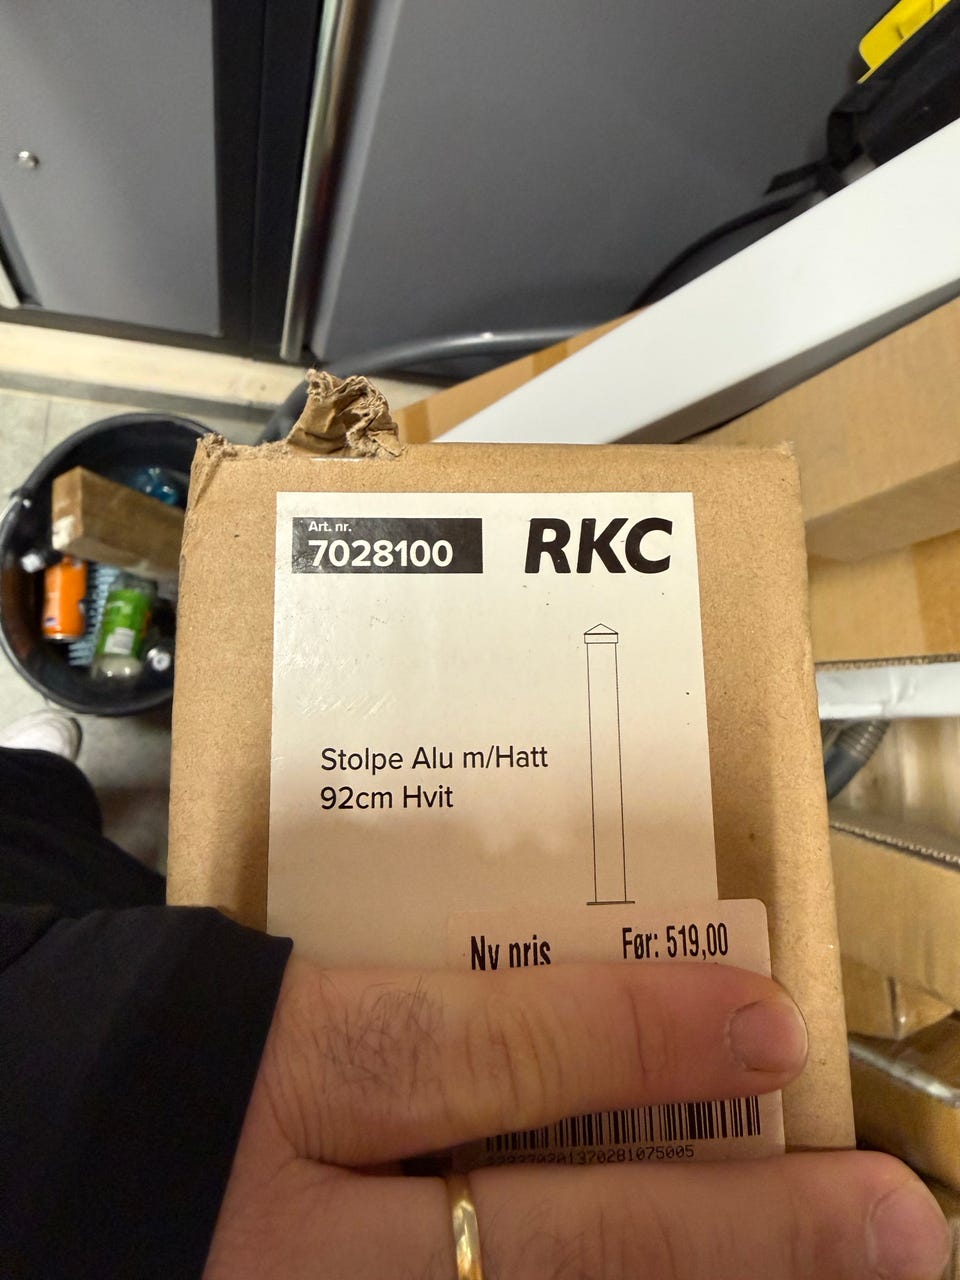 Art. nr.
7028100
RKC
Stolpe Alu m/Hatt
92cm Hvit
Ny pris
Før: 519,00